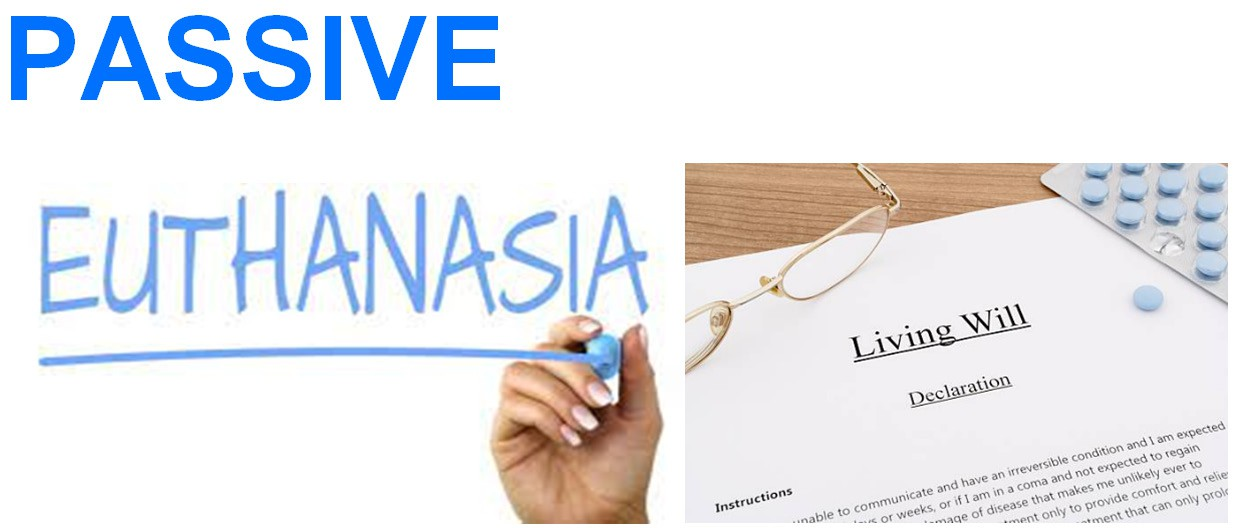 PASSIVE
EUTHANASIA
Living Will
Declaration
Instructions
unable to communicate and have an irreversible condition and I am expected
or weeks, or if I am in a coma and not expected to regain
of disease that makes me unlikely ever to
only to provide comfort and
that can only